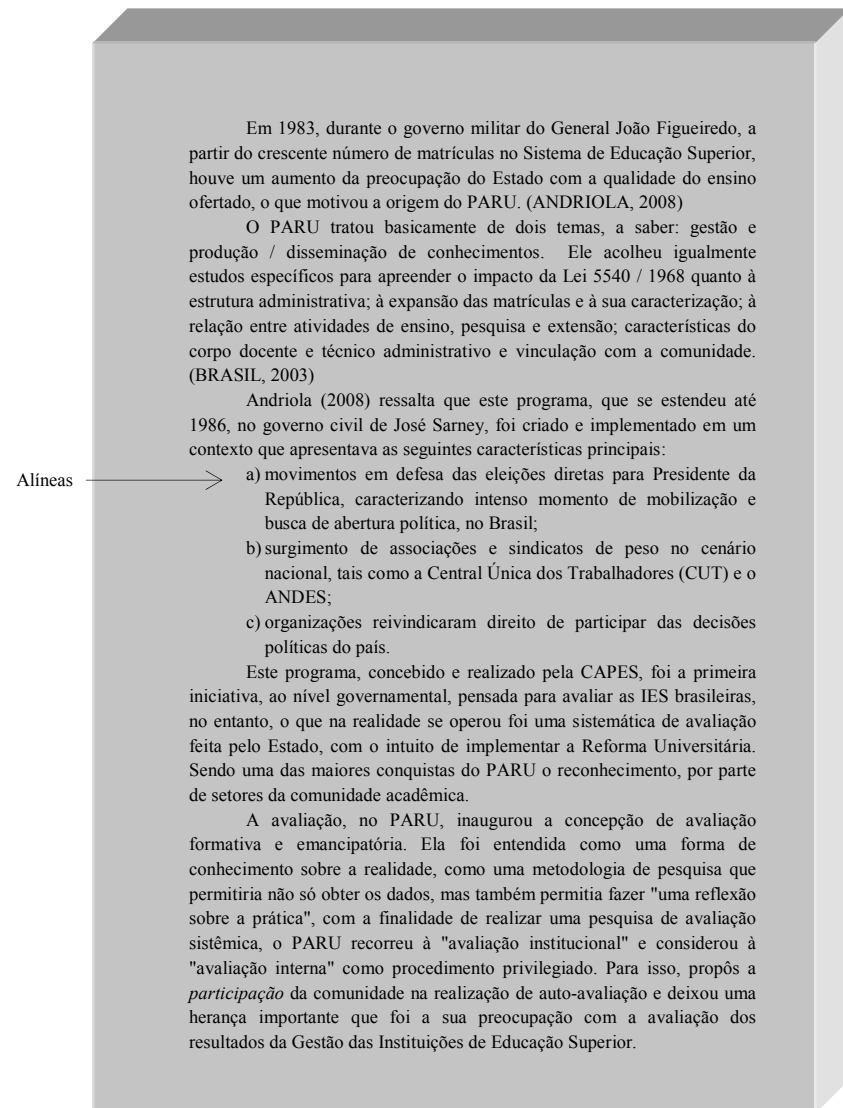 Em 1983, durante o governo militar do General João Figueiredo, a
partir do crescente número de matrículas no Sistema de Educação Superior,
houve um aumento da preocupação do Estado com a qualidade do ensino
ofertado, o que motivou a origem do PARU. (ANDRIOLA, 2008)
O PARU tratou basicamente de dois temas, a saber: gestão e
produção / disseminação de conhecimentos. Ele acolheu igualmente
estudos específicos para apreender o impacto da Lei 5540 / 1968 quanto à
estrutura administrativa; à expansão das matrículas e à sua caracterização; à
relação entre atividades de ensino, pesquisa e extensão; características do
corpo docente e técnico administrativo e vinculação com a comunidade.
(BRASIL, 2003)
Andriola (2008) ressalta que este programa, que se estendeu até
1986, no governo civil de José Sarney, foi criado e implementado em um
contexto que apresentava as seguintes características principais:
Alíneas
a) movimentos em defesa das eleições diretas para Presidente da
República, caracterizando intenso momento de mobilização e
busca de abertura política, no Brasil;
b) surgimento de associações e sindicatos de peso no cenário
nacional, tais como a Central Única dos Trabalhadores (CUT) e o
ANDES;
c) organizações reivindicaram direito de participar das decisões
políticas do país.
Este programa, concebido e realizado pela CAPES, foi a primeira
iniciativa, ao nível governamental, pensada para avaliar as IES brasileiras,
no entanto, o que na realidade se operou foi uma sistemática de avaliação
feita pelo Estado, com o intuito de implementar a Reforma Universitária.
Sendo uma das maiores conquistas do PARU o reconhecimento, por parte
de setores da comunidade acadêmica.
A avaliação, no PARU, inaugurou a concepção de avaliação
formativa e emancipatória. Ela foi entendida como uma forma de
conhecimento sobre a realidade, como uma metodologia de pesquisa que
permitiria não só obter os dados, mas também permitia fazer "uma reflexão
sobre a prática", com a finalidade de realizar uma pesquisa de avaliação
sistêmica, o PARU recorreu à "avaliação institucional" e considerou à
"avaliação interna" como procedimento privilegiado. Para isso, propôs a
participação da comunidade na realização de auto-avaliação e deixou uma
herança importante que foi a sua preocupação com a avaliação dos
resultados da Gestão das Instituições de Educação Superior.